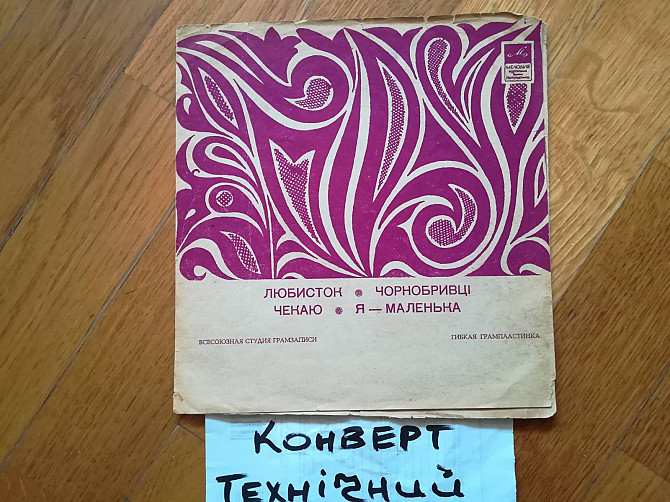 МЕЛОДИЯ
ЛЮБИСТОК • ЧОРНОБРИВЦІ
ЧЕКАЮ • Я — МАЛЕНЬКА
ВСЕСОЮЗНАЯ СТУДИЯ ГРАМЗАПИСИ
ГИБКАЯ ГРАМПЛАСТИНКА
КОНВЕРТ
ТЕХНІЧНИЙ